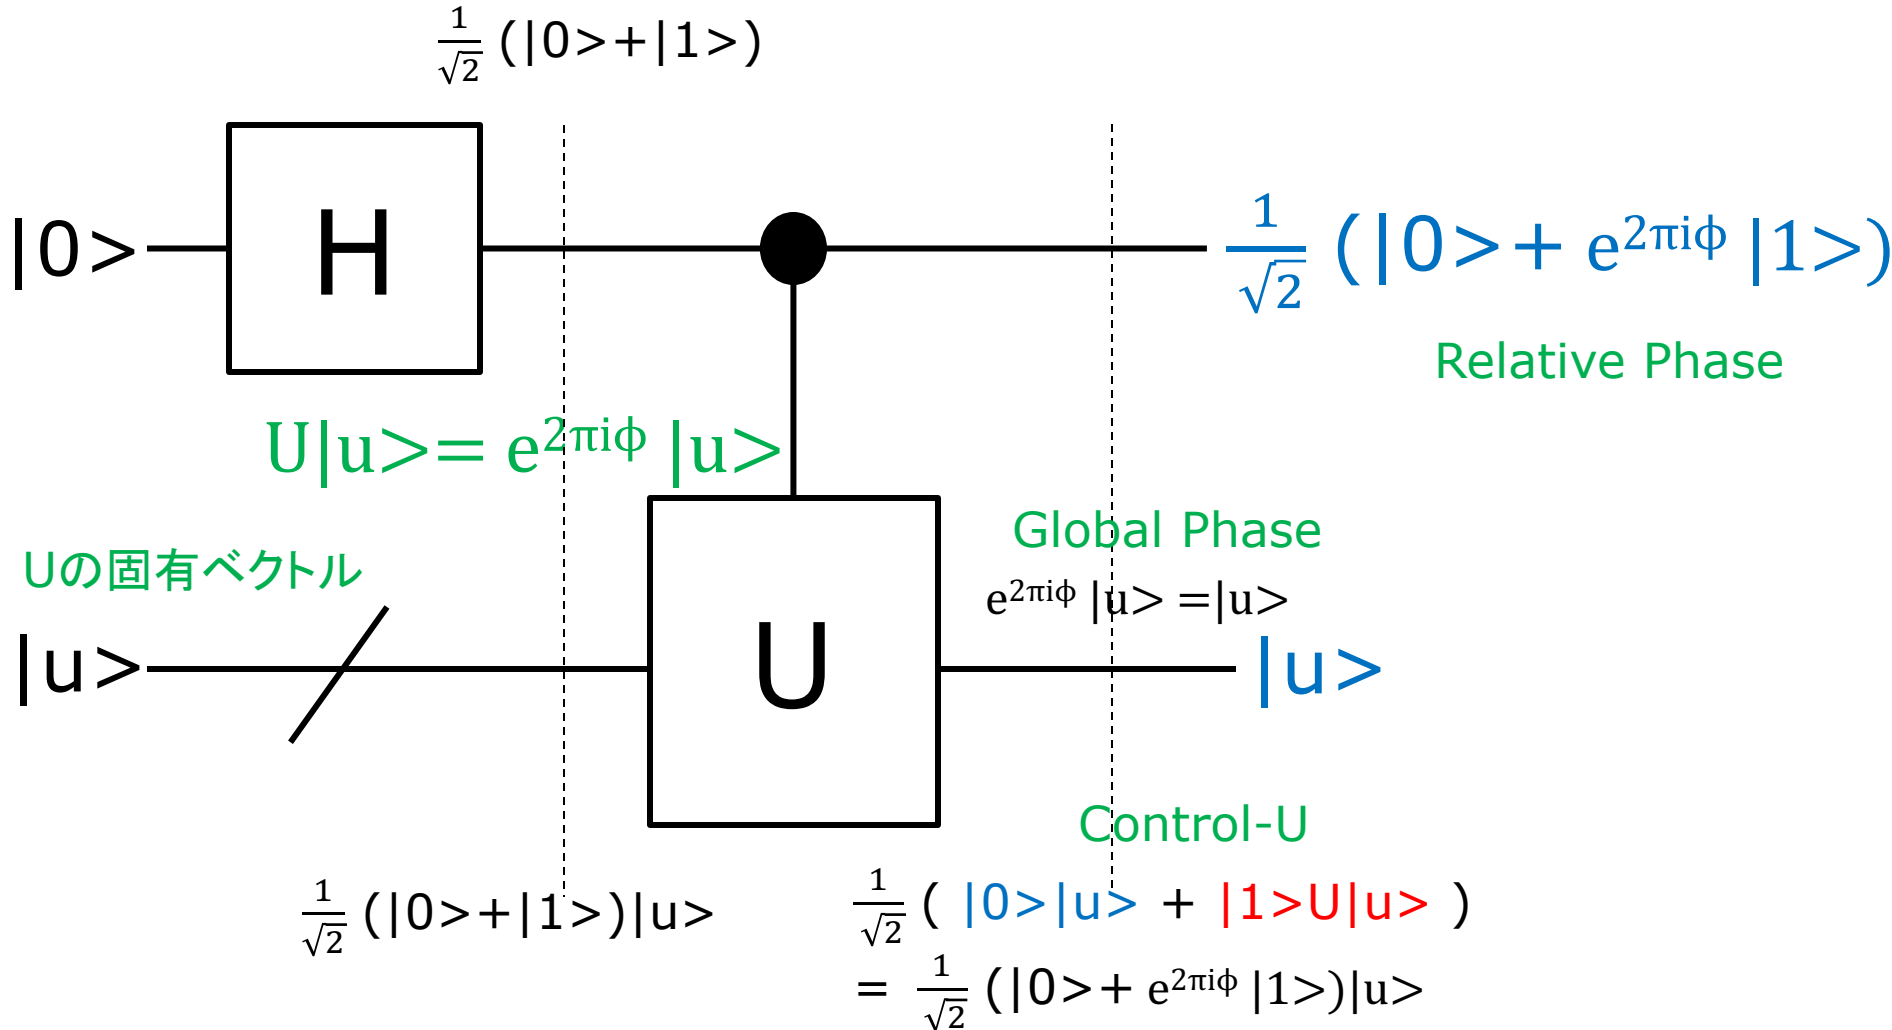 1/√2 (|0>+|1>)
|0>
H
1/√2 (|0>+ e^{2πiϕ} |1>)
Relative Phase
U|u>= e^{2πiϕ} |u>
Global Phase
Uの固有ベクトル
e^{2πiϕ} |u> =|u>
|u>
U
|u>
Control-U
1/√2 (|0>+|1>)|u>
1/√2 ( |0>|u> + |1>U|u> )
= 1/√2 (|0>+ e^{2πiϕ} |1>)|u>